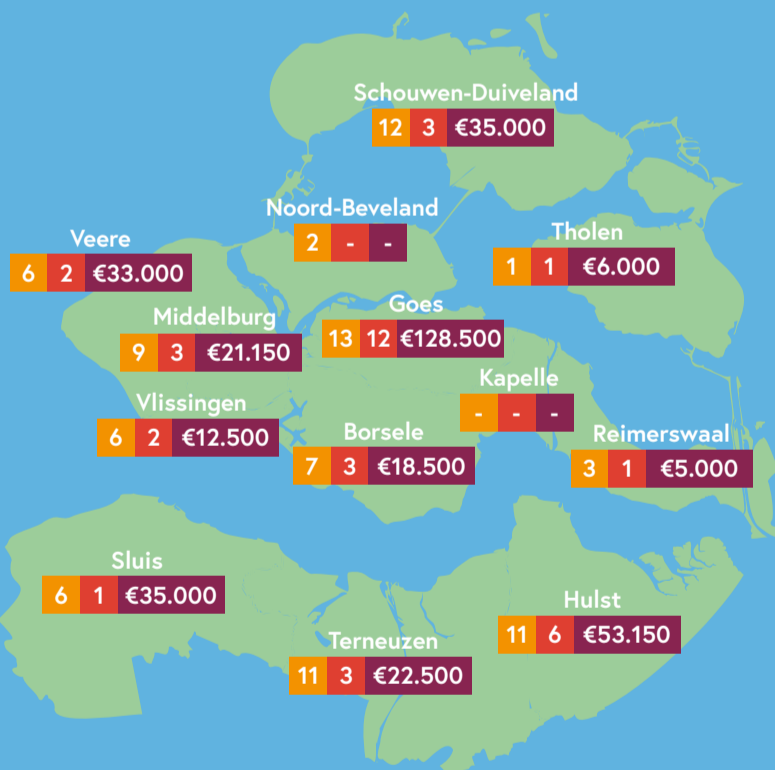 Schouwen-Duiveland
12 3 €35.000
Noord-Beveland
2 - -
Tholen
1 1 €6.000
Veere
6 2 €33.000
Goes
13 12 €128.500
Middelburg
9 3 €21.150
Kapelle
- - -
Vlissingen
6 2 €12.500
Borsele
7 3 €18.500
Reimerswaal
3 1 €5.000
Sluis
6 1 €35.000
Hulst
11 6 €53.150
Terneuzen
11 3 €22.500